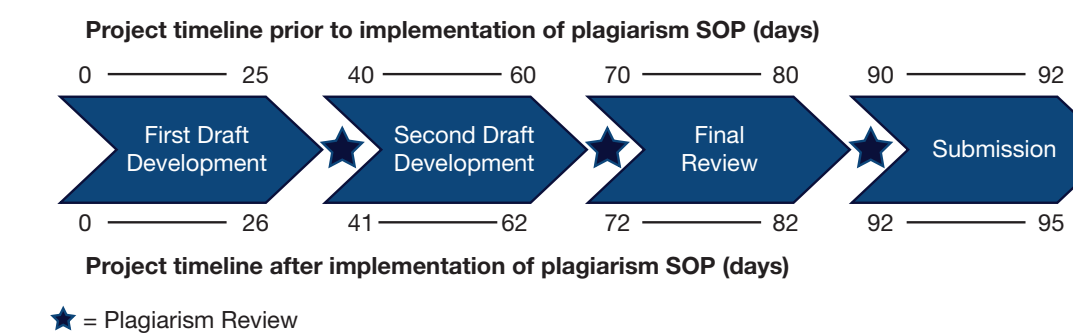 Project timeline prior to implementation of plagiarism SOP (days)
0 25 40 60 70 80 90 92
First Draft
Development
Second Draft
Development
Final
Review
Submission
0 26 41 62 72 82 92 95
Project timeline after implementation of plagiarism SOP (days)
= Plagiarism Review